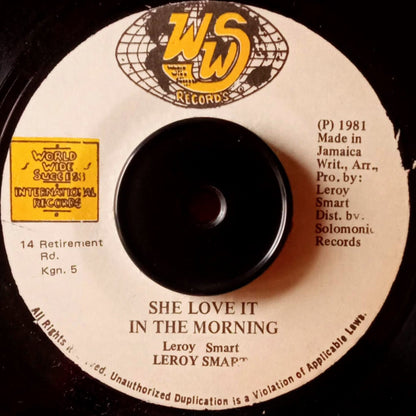 WWS
RECORDS
WORLD
WIDE
SUCCESS
INTERNATIONAL
RECORDS
14 Retirement
Rd.
Kgn. 5
(P) 1981
Made in
Jamaica
Writ., Arr.,
Pro. by:
Leroy
Smart
Dist. by.
Solomonic
Records
SHE LOVE IT
IN THE MORNING
Leroy Smart
LEROY SMART
All Rights Reserved. Unauthorized Duplication is a Violation of Applicable Laws.